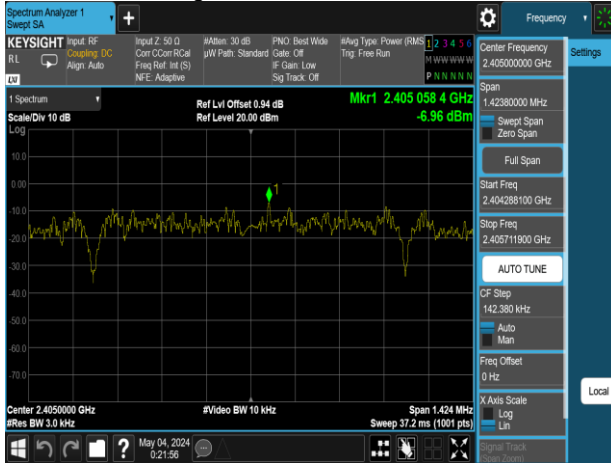 Spectrum Analyzer 1
Swept SA
+
Frequency
KEYSIGHT
RL
Input: RF
Coupling: DC
Align: Auto
Input Z: 50 Ω
Corr CCorr RCal
Freq Ref: Int (S)
NFE: Adaptive
#Atten: 30 dB
µW Path: Standard
PNO: Best Wide
Gate: Off
IF Gain: Low
Sig Track: Off
#Avg Type: Power (RMS
Trig: Free Run
1 2 3 4 5 6
M W W W W W
P N N N N N
LXI
1 Spectrum
Scale/Div 10 dB
Ref Lvl Offset 0.94 dB
Ref Level 20.00 dBm
Mkr1 2.405 058 4 GHz
-6.96 dBm
Log
10.0
0.00
-10.0
-20.0
-30.0
-40.0
-50.0
-60.0
-70.0
1
Center 2.4050000 GHz
#Res BW 3.0 kHz
#Video BW 10 kHz
Span 1.424 MHz
Sweep 37.2 ms (1001 pts)
May 04, 2024
0:21:56
?
Center Frequency
2.405000000 GHz
Span
1.42380000 MHz
Swept Span
Zero Span
Full Span
Start Freq
2.404288100 GHz
Stop Freq
2.405711900 GHz
AUTO TUNE
CF Step
142.380 kHz
Auto
Man
Freq Offset
0 Hz
X Axis Scale
Log
Lin
Signal Track
(Span Zoom)
Settings
Local